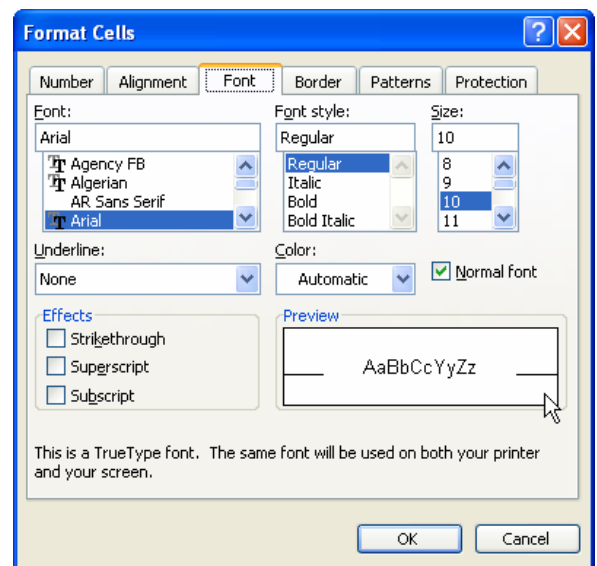 Format Cells
Number Alignment Font Border Patterns Protection
Font: Font style: Size:
Arial Regular 10
Agency FB Regular 8
Algerian Italic 9
AR Sans Serif Bold 10
Arial Bold Italic 11
Underline: Color:
None Automatic Normal font
Effects Preview
Strikethrough
Superscript AaBbCcYyZz
Subscript
This is a TrueType font. The same font will be used on both your printer
and your screen.
OK Cancel